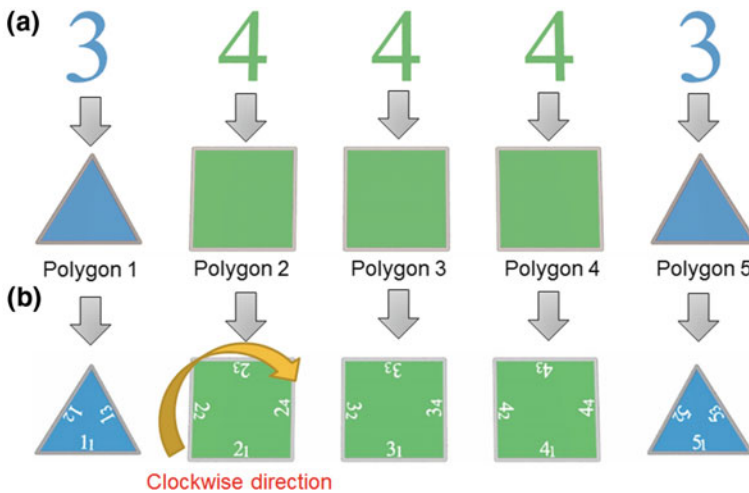 (a) 3 4 4 4 3
Polygon 1 Polygon 2 Polygon 3 Polygon 4 Polygon 5
(b)
2₃ 3₃ 4₃
1₂ 1₃ 2₂ 2₄ 3₂ 3₄ 4₂ 4₄ 5₂ 5₃
1₁ 2₁ 3₁ 4₁ 5₁
Clockwise direction